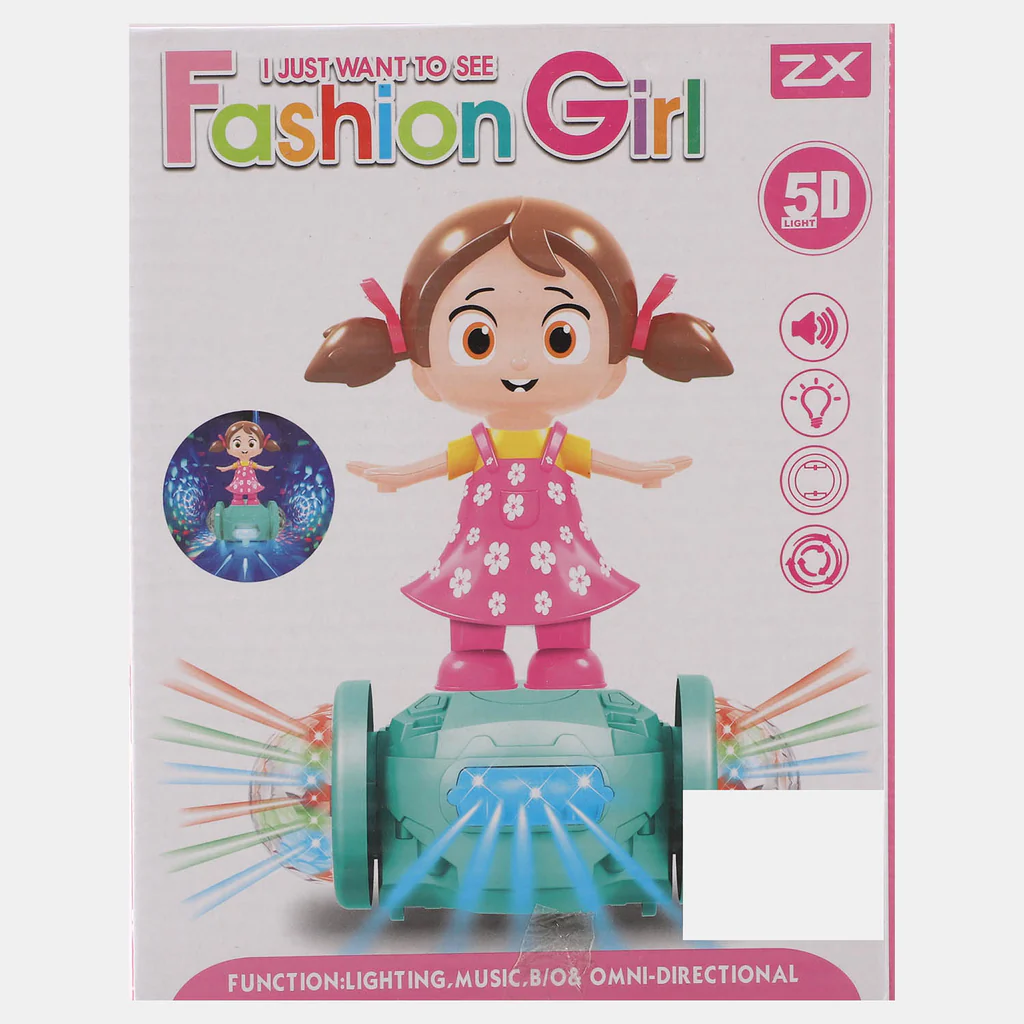 I JUST WANT TO SEE
Fashion Girl
ZX
5D
LIGHT
FUNCTION:LIGHTING,MUSIC,B/O& OMNI-DIRECTIONAL